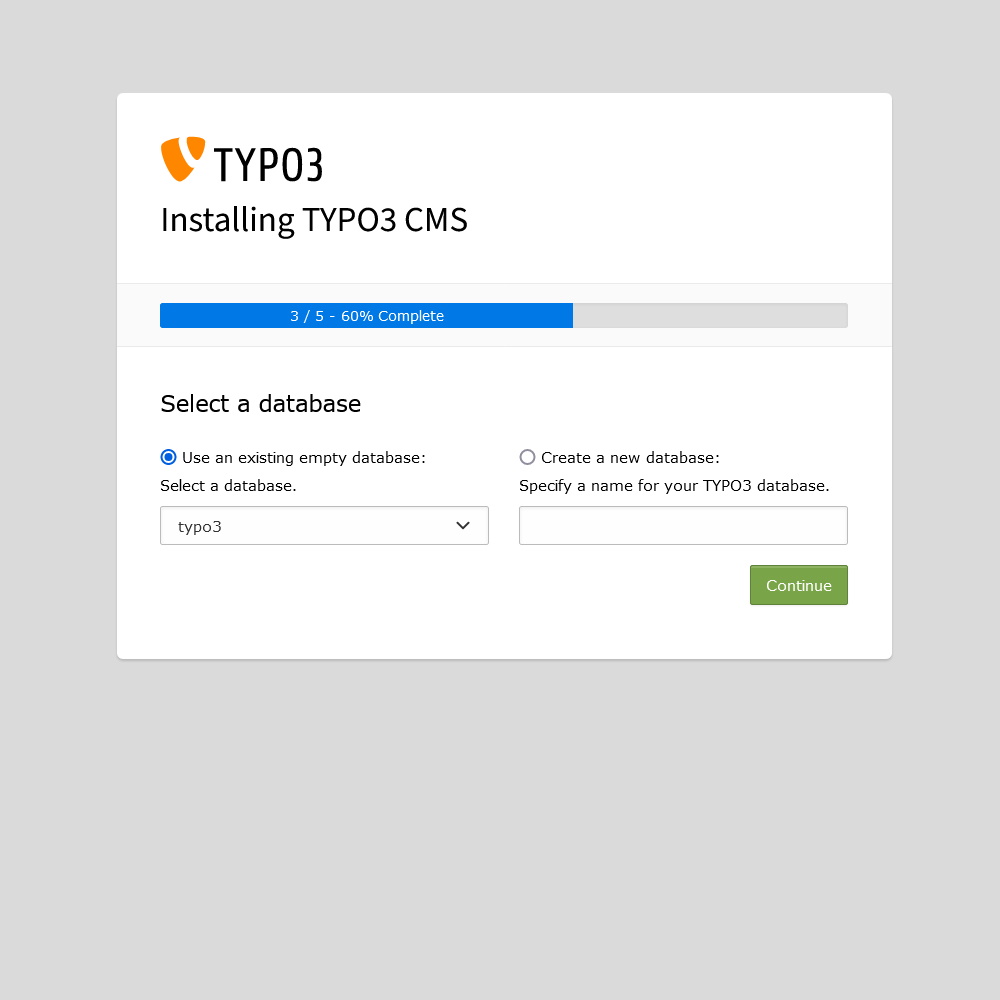 TYPO3
Installing TYPO3 CMS
3 / 5 - 60% Complete
Select a database
Use an existing empty database:
Select a database.
typo3
Create a new database:
Specify a name for your TYPO3 database.
Continue